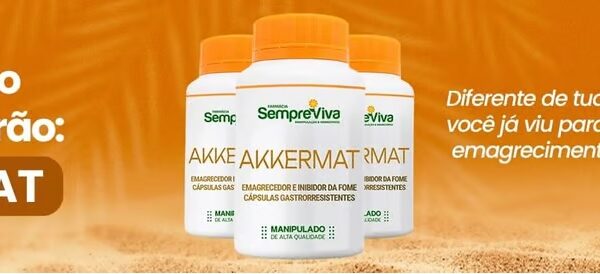 o
rão:
AT
FARMÁCIA
SempreViva
AKKERMAT
EMAGRECEDOR E INIBIDOR DA FOME
CÁPSULAS GASTRORRESISTENTES
MANIPULADO
DE ALTA QUALIDADE
Diferente de tud
você já viu para
emagreciment